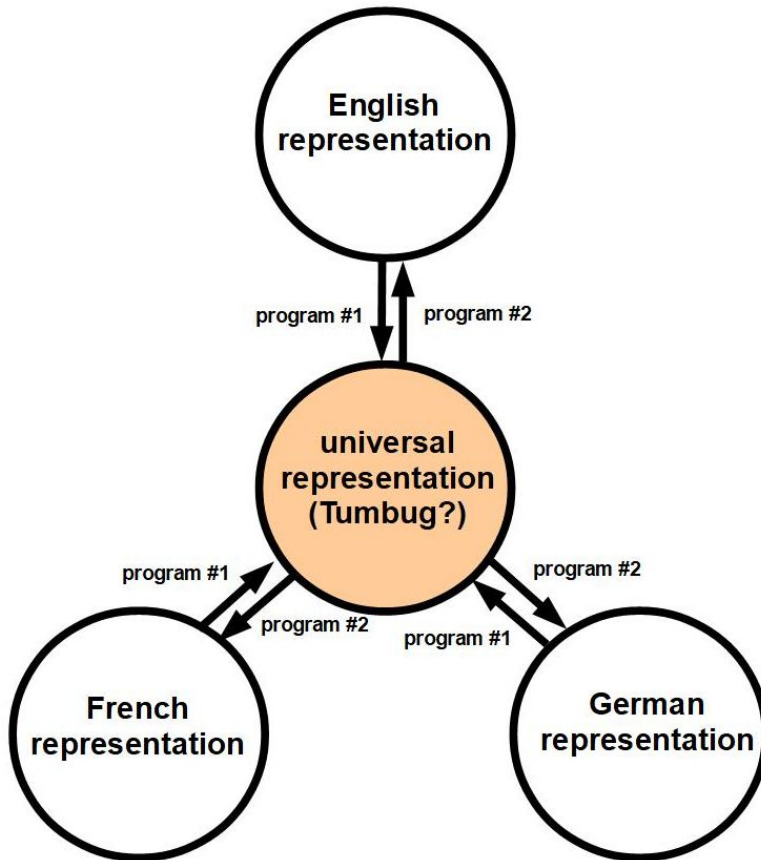 English
representation
program #1
program #2
universal
representation
(Tumbug?)
program #1
program #2
program #2
program #1
French
representation
German
representation